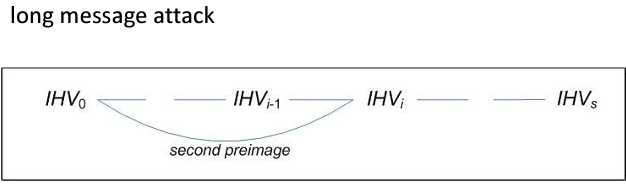 long message attack
IHV0 IHVi-1 IHVi IHVs
second preimage